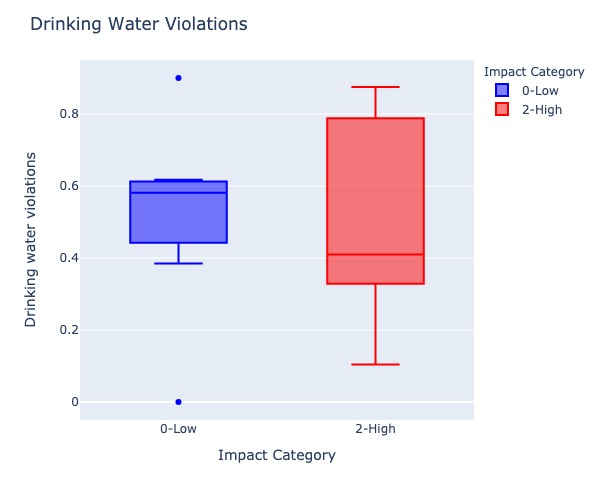 Drinking Water Violations
Impact Category
0-Low
2-High
Drinking water violations
0.8
0.6
0.4
0.2
0
0-Low
2-High
Impact Category